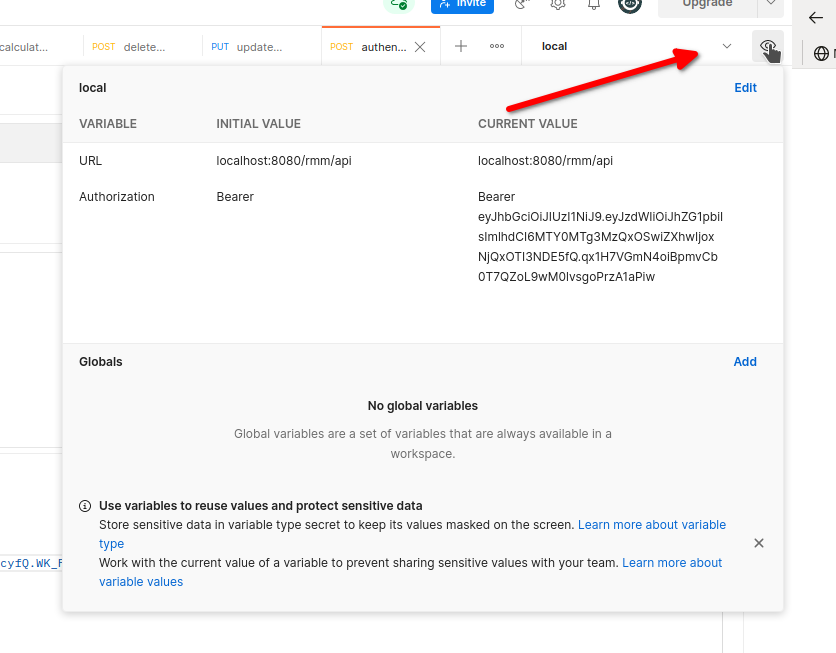 Invite
Upgrade
calculat...
POST delete...
PUT update...
POST authen...
local
local
Edit
VARIABLE INITIAL VALUE CURRENT VALUE
URL localhost:8080/rmm/api localhost:8080/rmm/api
Authorization Bearer Bearer
eyJhbGciOiJIUzI1NiJ9.eyJzdWIiOiJhZG1pbiI
sImlhdCI6MTY0MTg3MzQxOSwiZXhwIjox
NjQxOTI3NDE5fQ.qx1H7VGmN4oiBpmvCb
0T7QZoL9wM0IvsgoPrzA1aPiw
Globals
Add
No global variables
Global variables are a set of variables that are always available in a
workspace.
Use variables to reuse values and protect sensitive data
Store sensitive data in variable type secret to keep its values masked on the screen. Learn more about variable
type
Work with the current value of a variable to prevent sharing sensitive values with your team. Learn more about
variable values